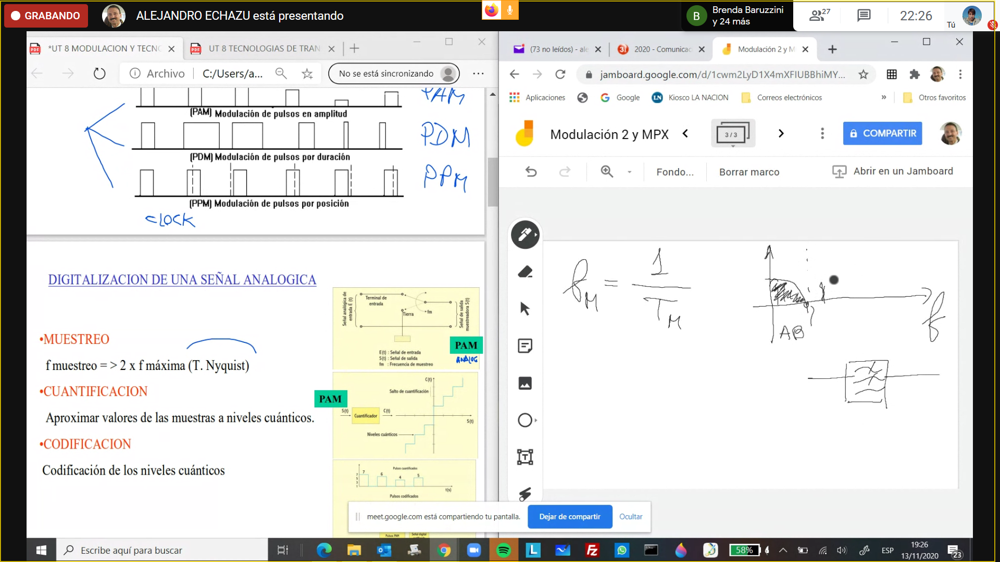 GRABANDO
ALEJANDRO ECHAZU está presentando
B
Brenda Baruzzini
y 24 más
27
22:26
Tú
*UT 8 MODULACION Y TECNO
UT 8 TECNOLOGIAS DE TRAN
Archivo
C:/Users/a...
No se está sincronizando
PAM
(PAM) Modulación de pulsos en amplitud
PDM
(PDM) Modulación de pulsos por duración
PPM
(PPM) Modulación de pulsos por posición
CLOCK
DIGITALIZACION DE UNA SEÑAL ANALOGICA
•MUESTREO
f muestreo = > 2 x f máxima (T. Nyquist)
•CUANTIFICACION
Aproximar valores de las muestras a niveles cuánticos.
•CODIFICACION
Codificación de los niveles cuánticos
Señal analógica de entrada E (t)
Terminal de entrada
Tierra
fm
Señal de salida muestreadora S(t)
E(t) : Señal de entrada
S(t) : Señal de salida
fm : Frecuencia de muestreo
PAM
ANALOG
PAM
C(t)
Salto de cuantificación
S(t)
Cuantificador
C(t)
S(t)
Niveles cuánticos
Pulsos cuantificados
7 6 4 5
7
5
3
1
t(s)
Pulsos codificados
Pulsos PAM
(73 no leídos) - ale
2020 - Comunicac
Modulación 2 y M
jamboard.google.com/d/1cwm2LyD1X4mXFIUBBhiMY...
Aplicaciones
Google
LN
Kiosco LA NACION
Correos electrónicos
»
Otros favoritos
Modulación 2 y MPX
3 / 3
COMPARTIR
Fondo...
Borrar marco
Abrir en un Jamboard
fM = 1
TM
AB
f
meet.google.com está compartiendo tu pantalla.
Dejar de compartir
Ocultar
Escribe aquí para buscar
58%
ESP
19:26
13/11/2020
23